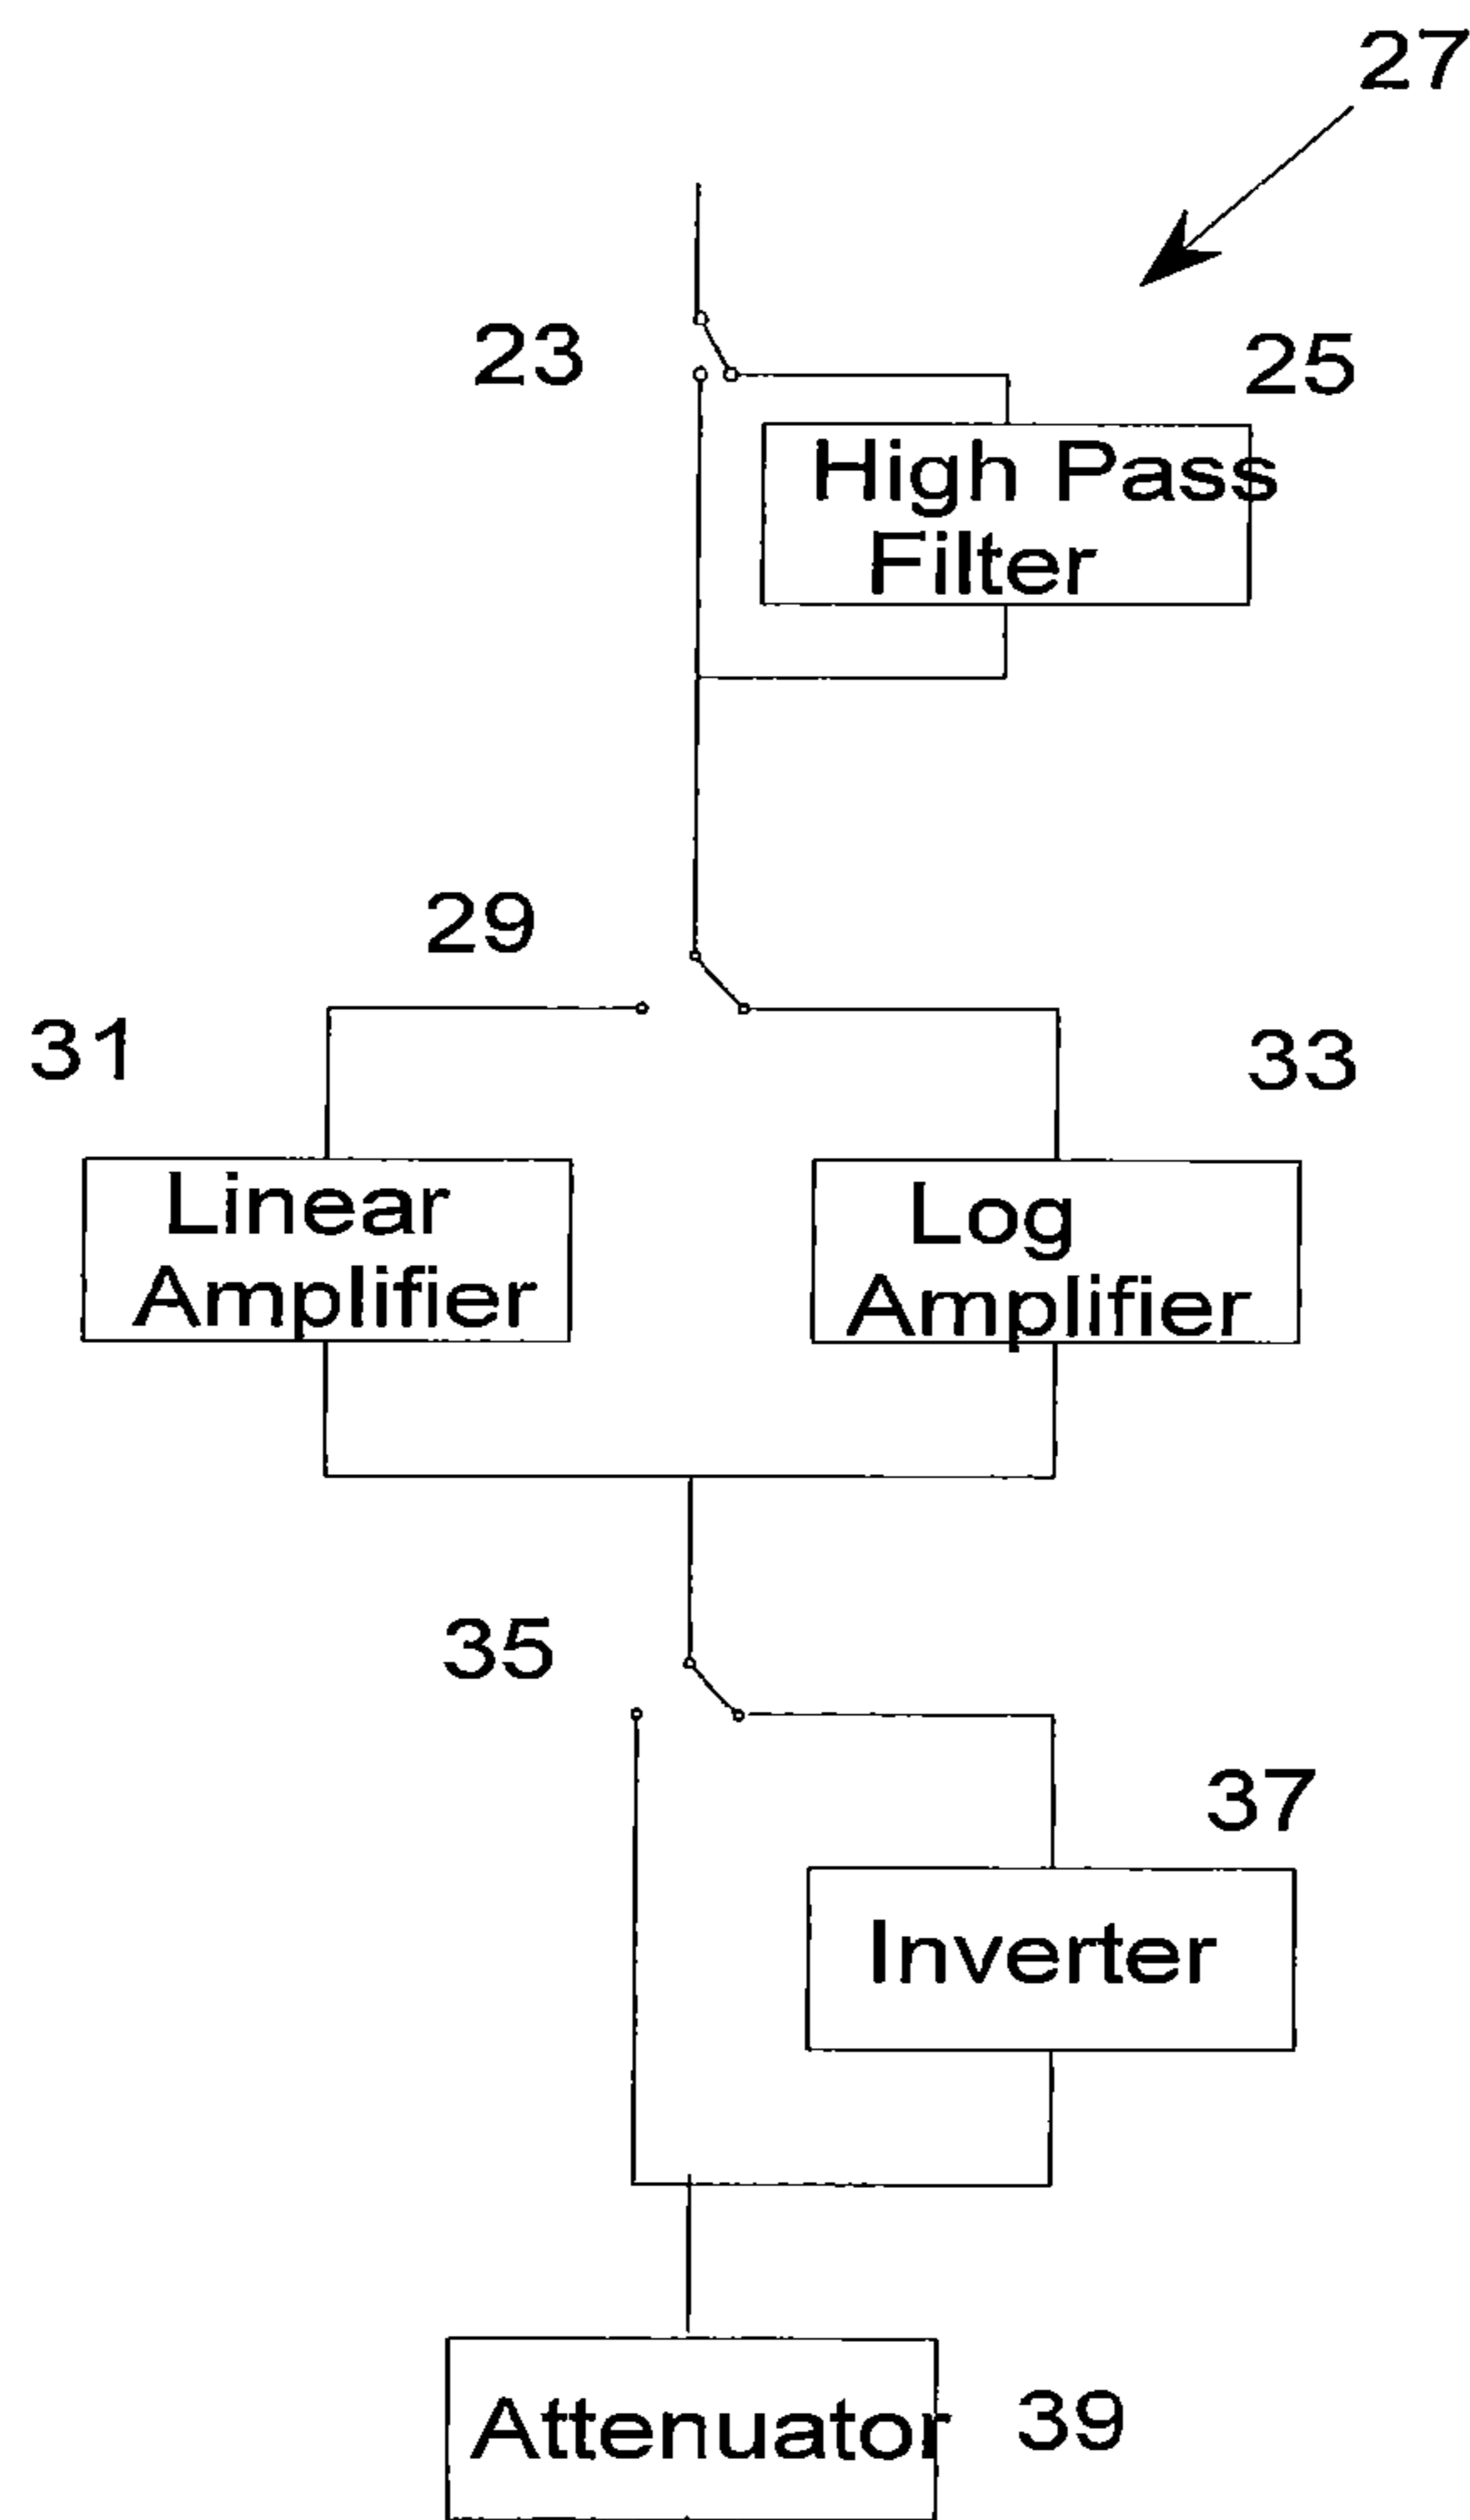 27
23
25
High Pass
Filter
29
31
33
Linear
Amplifier
Log
Amplifier
35
37
Inverter
Attenuator
39